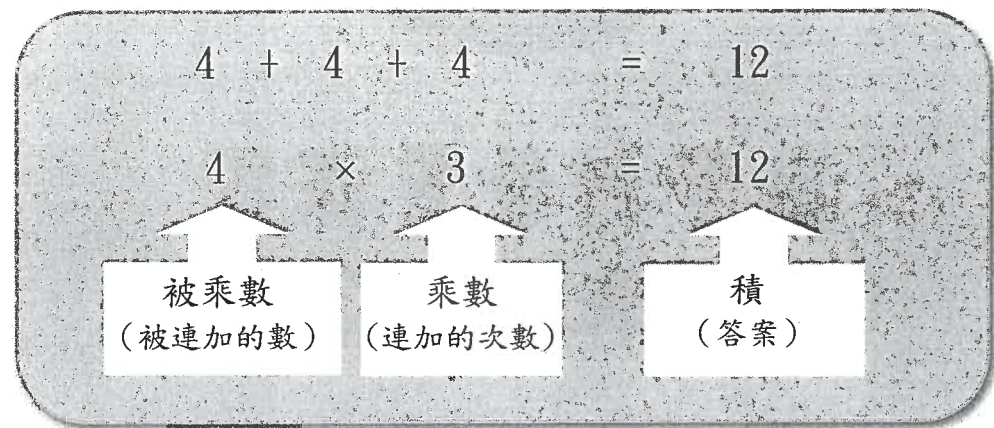 4 + 4 + 4 = 12
4 × 3 = 12
被乘數
(被連加的數)
乘數
(連加的次數)
積
(答案)